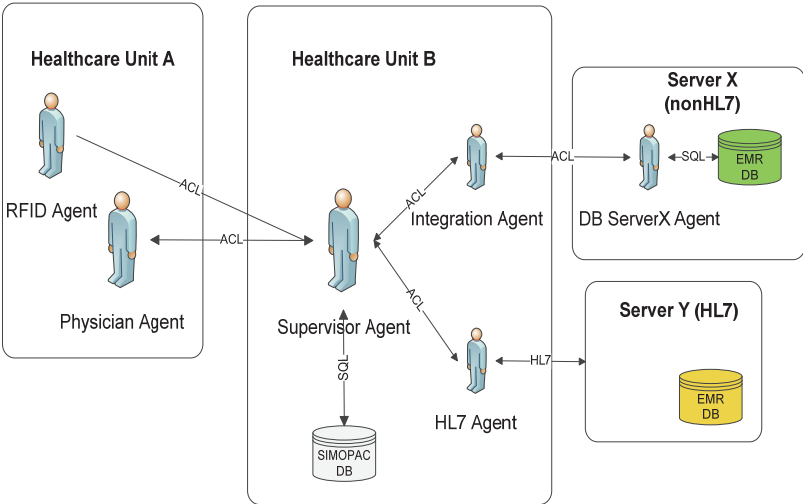 Healthcare Unit A
RFID Agent
ACL
Physician Agent
ACL
Healthcare Unit B
Supervisor Agent
SQL
SIMOPAC
DB
ACL
Integration Agent
ACL
HL7 Agent
ACL
HL7
Server X
(nonHL7)
DB ServerX Agent
SQL
EMR
DB
Server Y (HL7)
EMR
DB